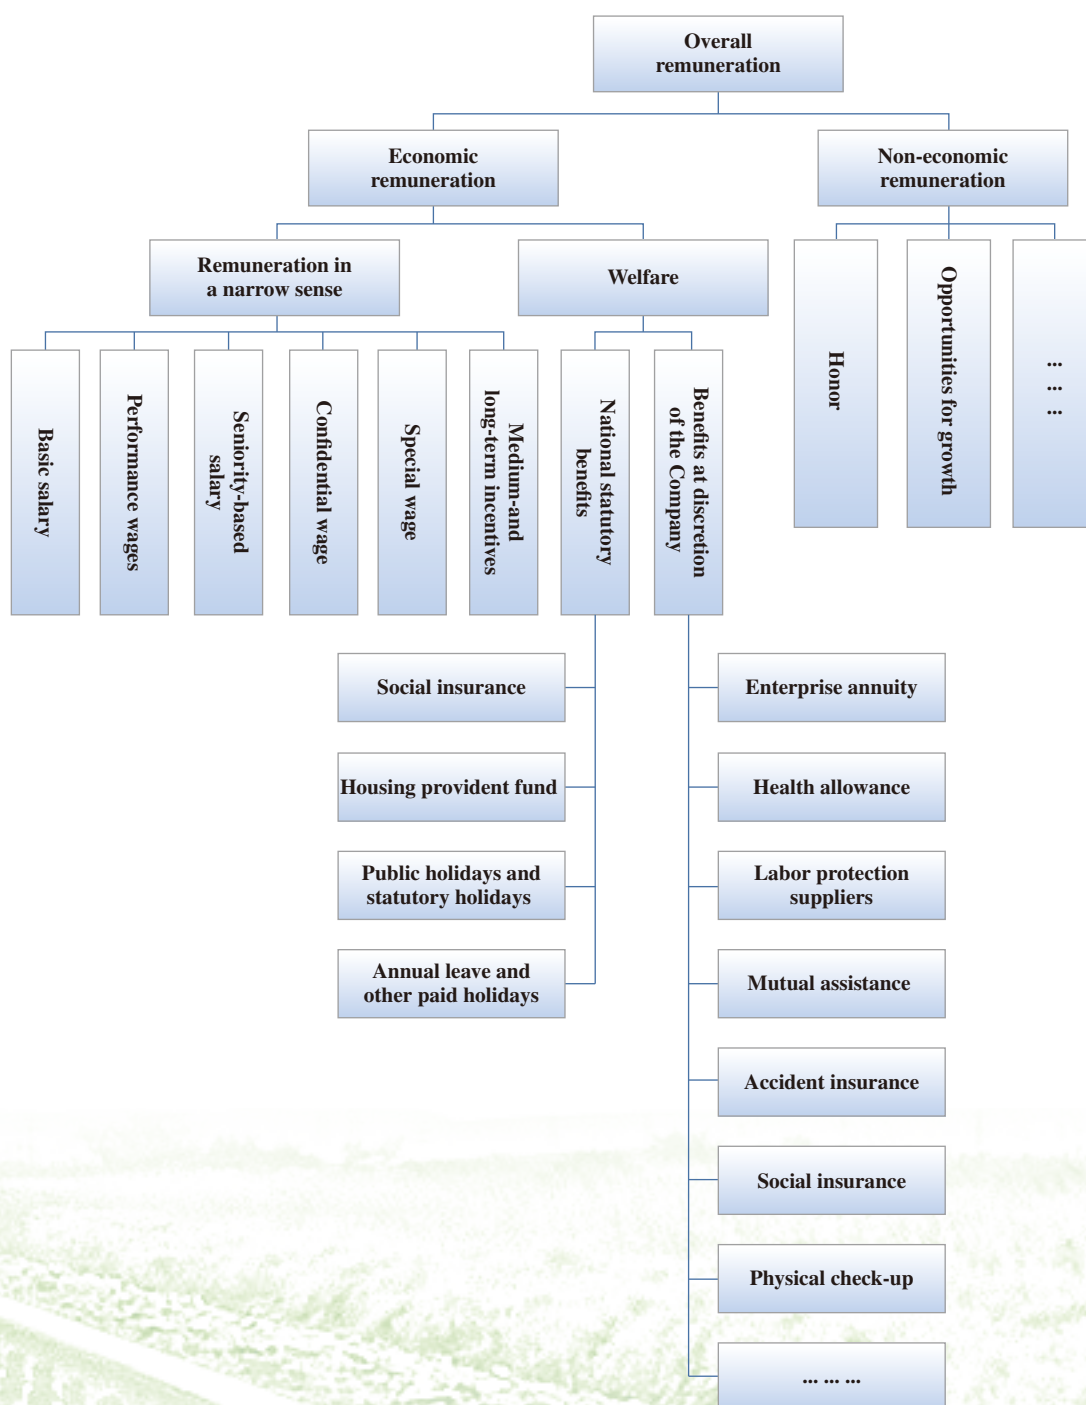 Overall
remuneration
Economic
remuneration
Non-economic
remuneration
Remuneration in
a narrow sense
Welfare
Honor
Opportunities for growth
... ... ...
Basic salary
Performance wages
Seniority-based
salary
Confidential wage
Special wage
Medium-and
long-term incentives
National statutory
benefits
Benefits at discretion
of the Company
Social insurance
Housing provident fund
Public holidays and
statutory holidays
Annual leave and
other paid holidays
Enterprise annuity
Health allowance
Labor protection
suppliers
Mutual assistance
Accident insurance
Social insurance
Physical check-up
... ... ...